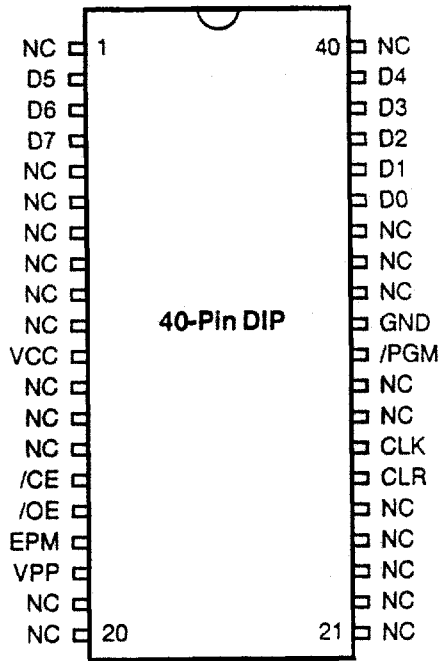 NC 1 40 NC
D5 D4
D6 D3
D7 D2
NC D1
NC D0
NC NC
NC NC
NC NC
NC 40-Pin DIP GND
VCC /PGM
NC NC
NC NC
NC CLK
/CE CLR
/OE NC
EPM NC
VPP NC
NC NC
NC 20 21 NC